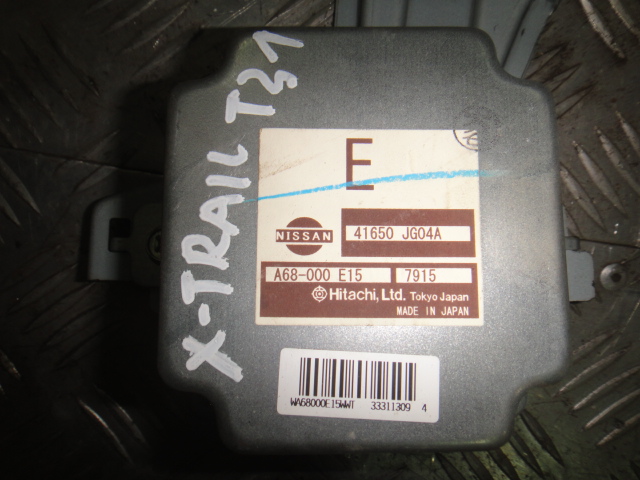 X-TRAIL T31
E
NISSAN
41650 JG04A
A68-000 E15 7915
Hitachi, Ltd. Tokyo Japan
MADE IN JAPAN
WA68000E15WWT 33311309 4